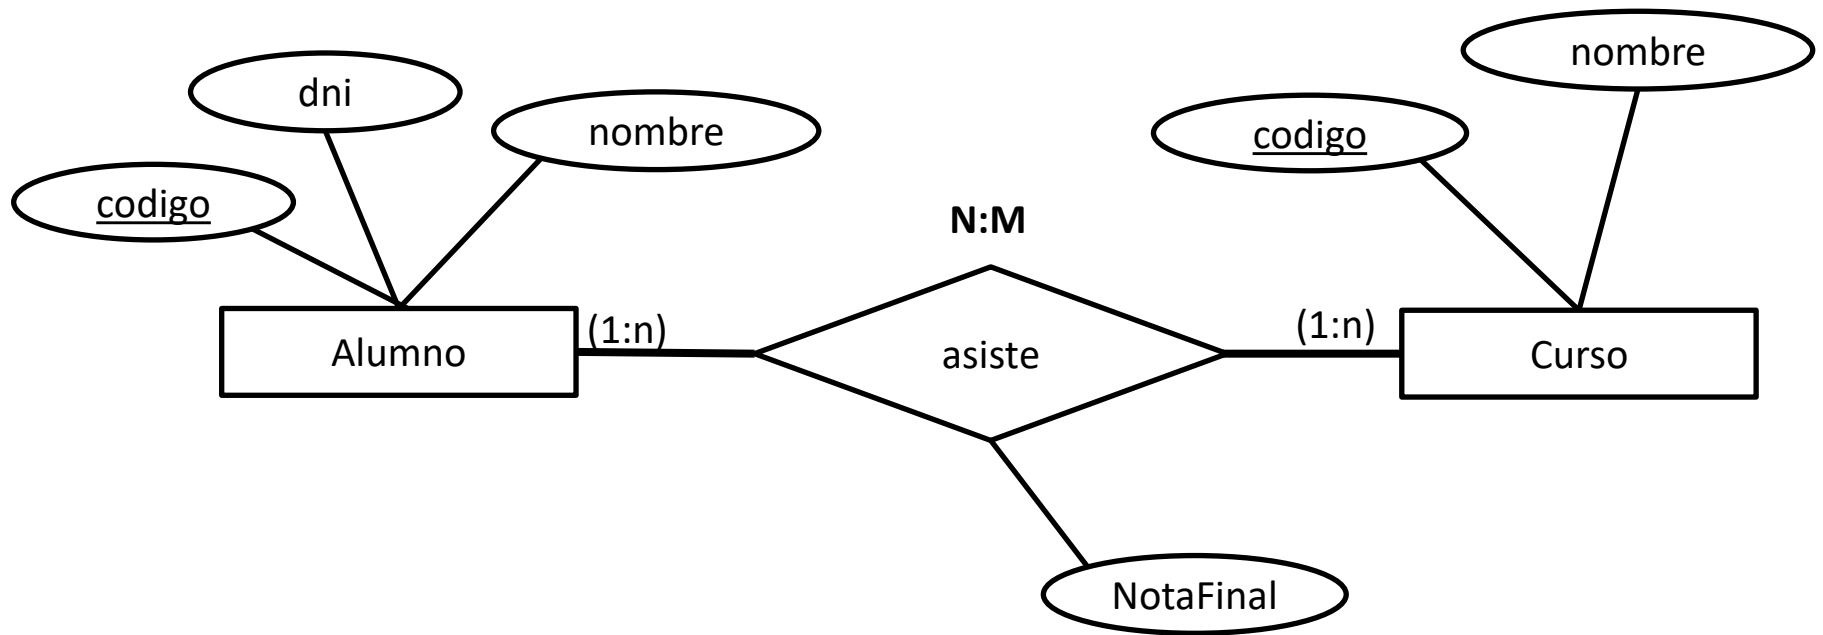 nombre
dni
nombre
codigo
codigo
N:M
(1:n)
(1:n)
Alumno
asiste
Curso
NotaFinal